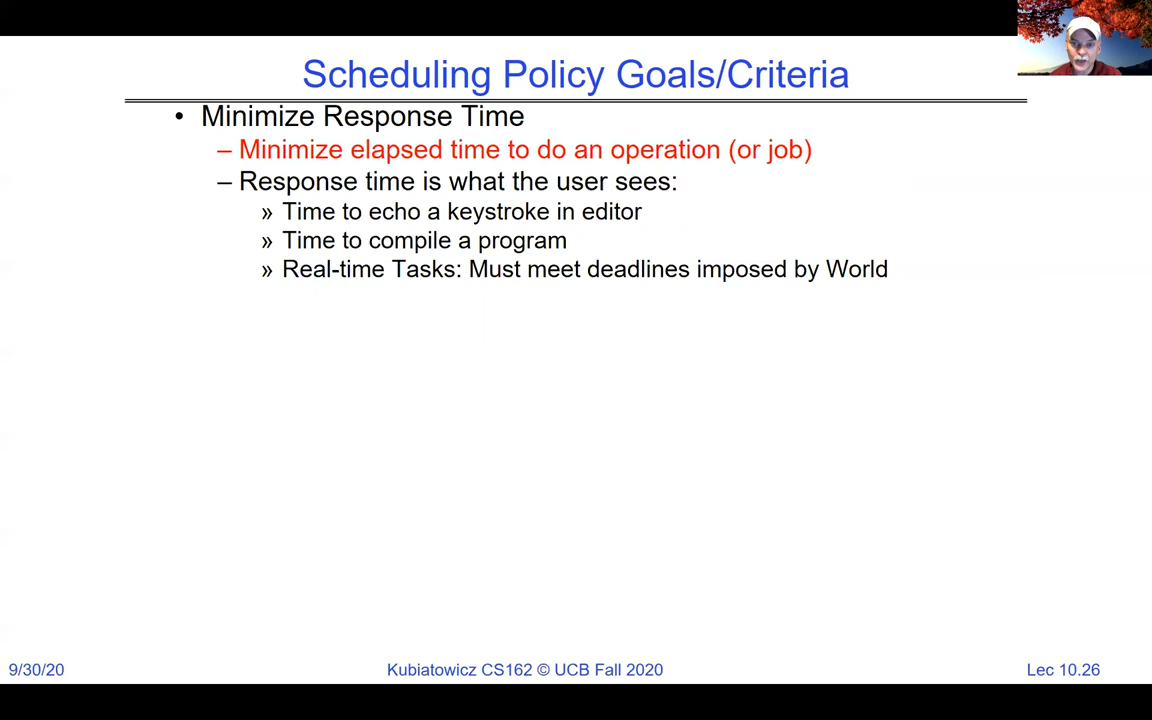 Scheduling Policy Goals/Criteria
• Minimize Response Time
– Minimize elapsed time to do an operation (or job)
– Response time is what the user sees:
» Time to echo a keystroke in editor
» Time to compile a program
» Real-time Tasks: Must meet deadlines imposed by World
9/30/20 Kubiatowicz CS162 © UCB Fall 2020 Lec 10.26